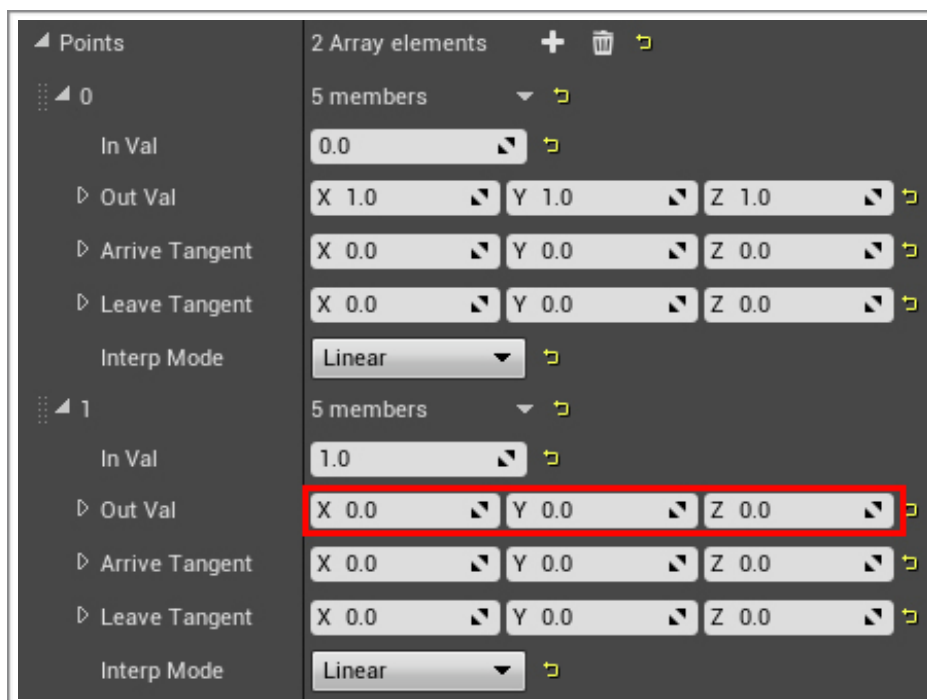 Points 2 Array elements
0 5 members
In Val 0.0
Out Val X 1.0 Y 1.0 Z 1.0
Arrive Tangent X 0.0 Y 0.0 Z 0.0
Leave Tangent X 0.0 Y 0.0 Z 0.0
Interp Mode Linear
1 5 members
In Val 1.0
Out Val X 0.0 Y 0.0 Z 0.0
Arrive Tangent X 0.0 Y 0.0 Z 0.0
Leave Tangent X 0.0 Y 0.0 Z 0.0
Interp Mode Linear